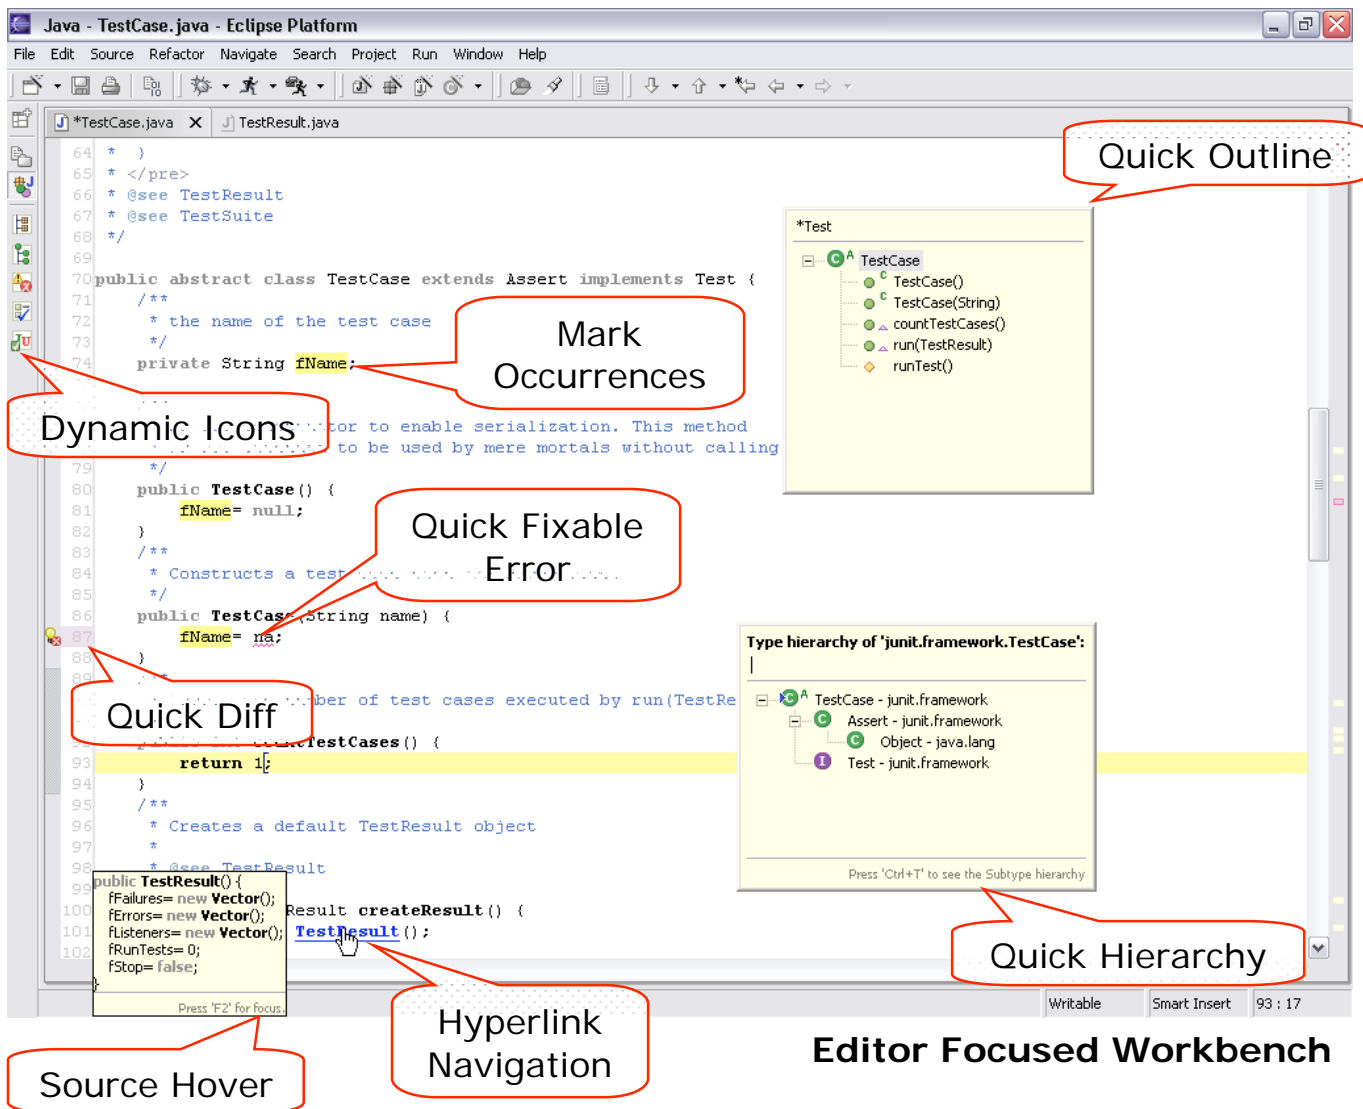 Java - TestCase.java - Eclipse Platform
File Edit Source Refactor Navigate Search Project Run Window Help
*TestCase.java X TestResult.java
64 * }
65 * </pre>
66 * @see TestResult
67 * @see TestSuite
68 */
69
70 public abstract class TestCase extends Assert implements Test {
71 /**
72 * the name of the test case
73 */
74 private String fName;
tor to enable serialization. This method
to be used by mere mortals without calling
79 */
80 public TestCase() {
81 fName= null;
82 }
83 /**
84 * Constructs a test
85 */
86 public TestCase(String name) {
87 fName= na;
88 }
89
ber of test cases executed by run(TestRe
TestCases() {
93 return 1;
94 }
95 /**
96 * Creates a default TestResult object
97 *
98 * @see TestResult
99
100 Result createResult() {
101 TestResult();
102
Quick Outline
*Test
TestCase
TestCase()
TestCase(String)
countTestCases()
run(TestResult)
runTest()
Mark
Occurrences
Dynamic Icons
Quick Fixable
Error
Quick Diff
Type hierarchy of 'junit.framework.TestCase':
TestCase - junit.framework
Assert - junit.framework
Object - java.lang
Test - junit.framework
Press 'Ctrl+T' to see the Subtype hierarchy
Quick Hierarchy
public TestResult() {
fFailures= new Vector();
fErrors= new Vector();
fListeners= new Vector();
fRunTests= 0;
fStop= false;
}
Press 'F2' for focus.
Source Hover
Hyperlink
Navigation
Writable Smart Insert 93 : 17
Editor Focused Workbench